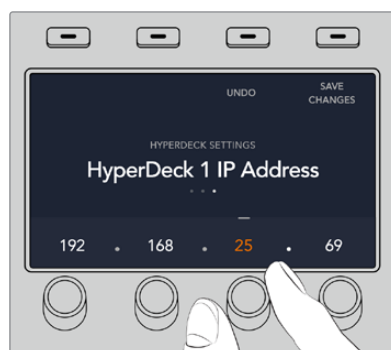 UNDO
SAVE
CHANGES
HYPERDECK SETTINGS
HyperDeck 1 IP Address
192 . 168 . 25 . 69